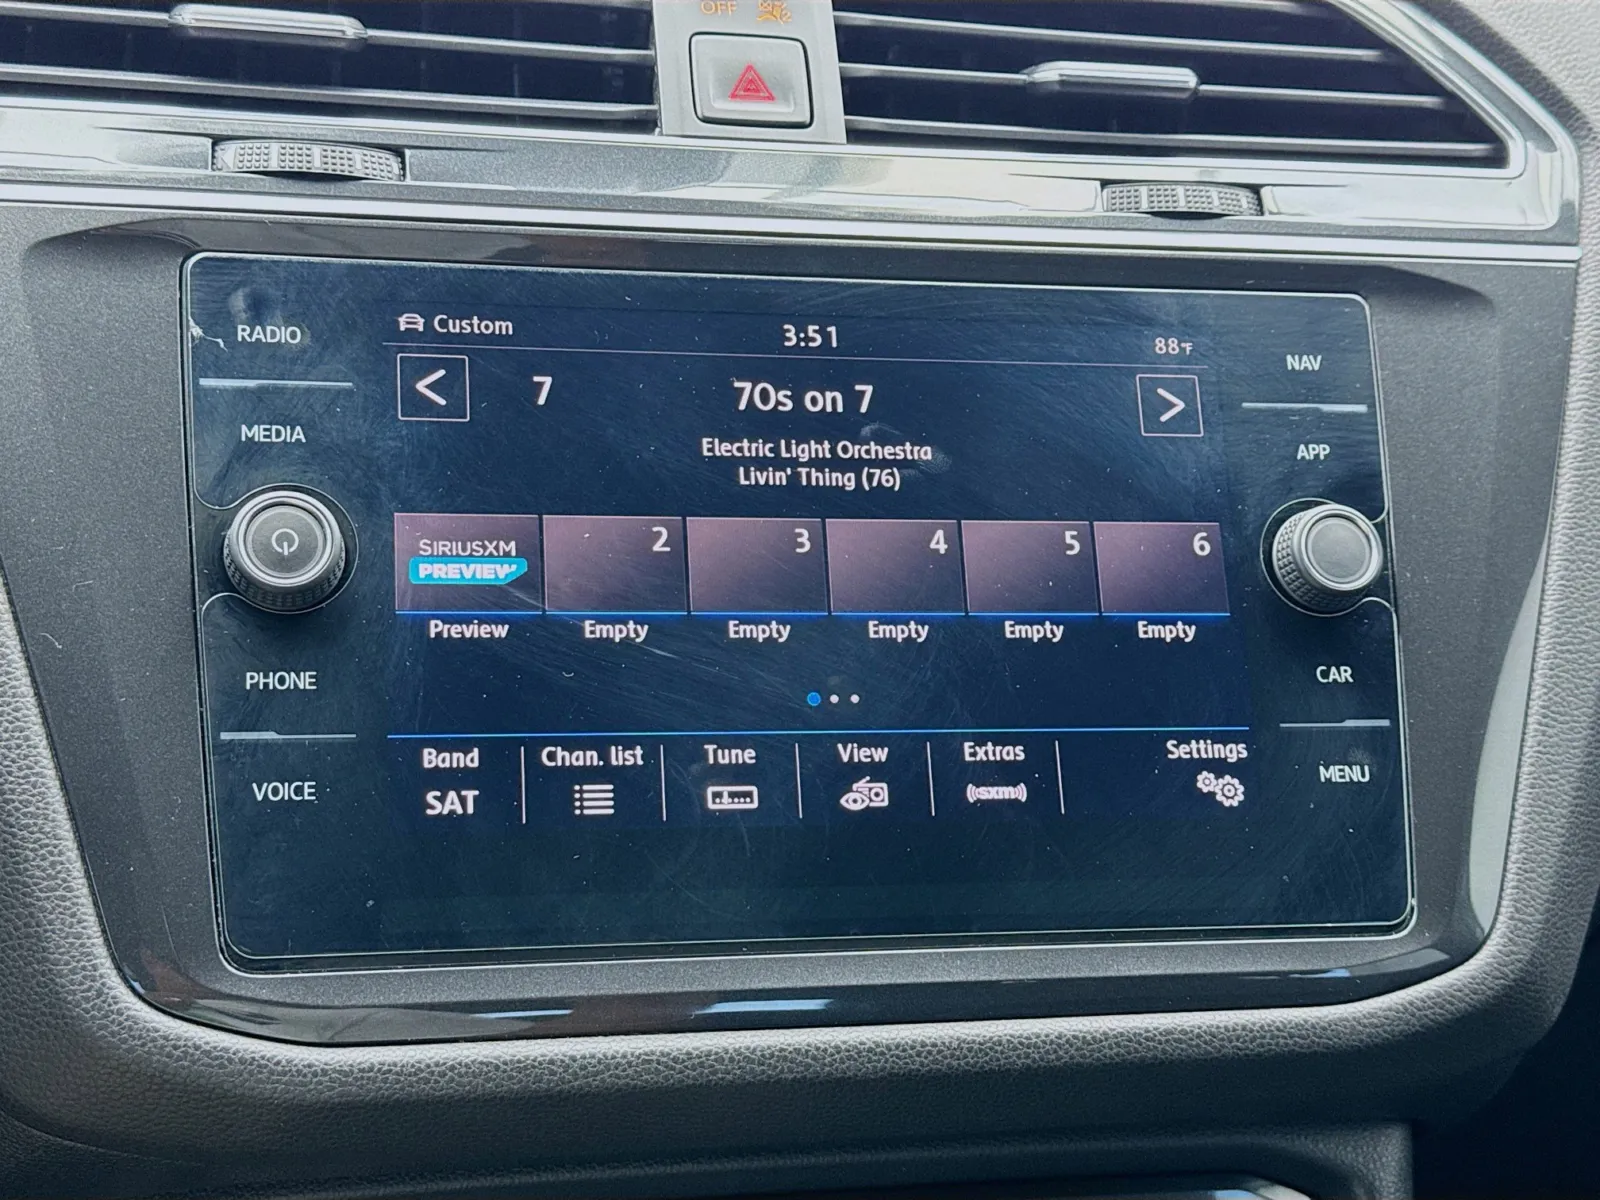 OFF
RADIO
MEDIA
PHONE
VOICE
Custom
3:51
88°F
<
7
70s on 7
>
Electric Light Orchestra
Livin' Thing (76)
SIRIUSXM
PREVIEW
2
3
4
5
6
Preview
Empty
Empty
Empty
Empty
Empty
Band
SAT
Chan. list
Tune
View
Extras
((sxm))
Settings
NAV
APP
CAR
MENU